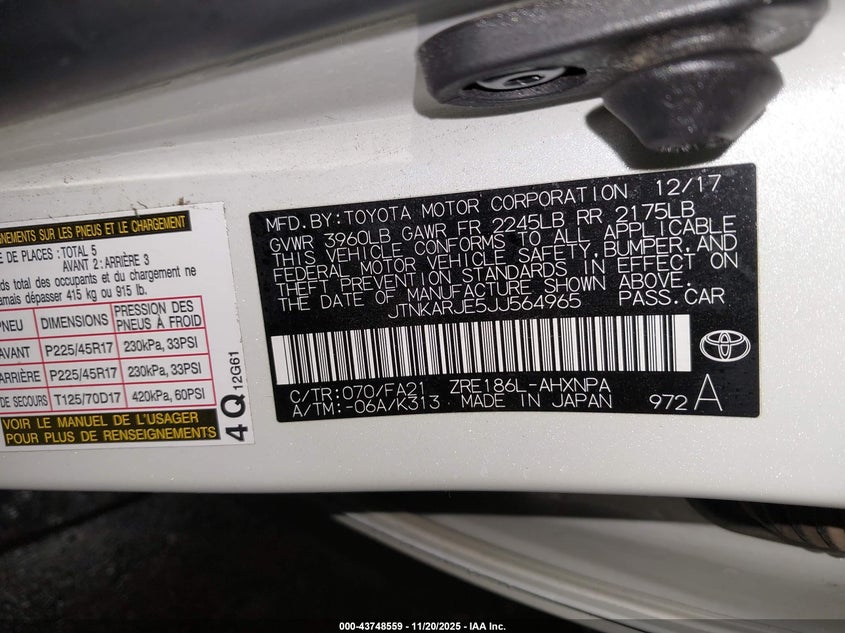 GNEMENTS SUR LES PNEUS ET LE CHARGEMENT
E DE PLACES : TOTAL 5
AVANT 2 : ARRIÈRE 3
ds total des occupants et du chargement ne
amais dépasser 415 kg ou 915 lb.
PNEU DIMENSIONS PRESSION DES PNEUS À FROID
AVANT P225/45R17 230kPa, 33PSI
ARRIÈRE P225/45R17 230kPa, 33PSI
DE SECOURS T125/70D17 420kPa, 60PSI
VOIR LE MANUEL DE L'USAGER
POUR PLUS DE RENSEIGNEMENTS
4 Q 12G61
MFD. BY: TOYOTA MOTOR CORPORATION 12/17
GVWR 3960LB GAWR FR 2245LB RR 2175LB
THIS VEHICLE CONFORMS TO ALL APPLICABLE
FEDERAL MOTOR VEHICLE SAFETY, BUMPER, AND
THEFT PREVENTION STANDARDS IN EFFECT ON
THE DATE OF MANUFACTURE SHOWN ABOVE.
JTNKARJE5JJ564965 PASS.CAR
C/TR: 070/FA21 ZRE186L-AHXNPA
A/TM: -06A/K313 MADE IN JAPAN 972 A
000-43748559 - 11/20/2025 - IAA Inc.